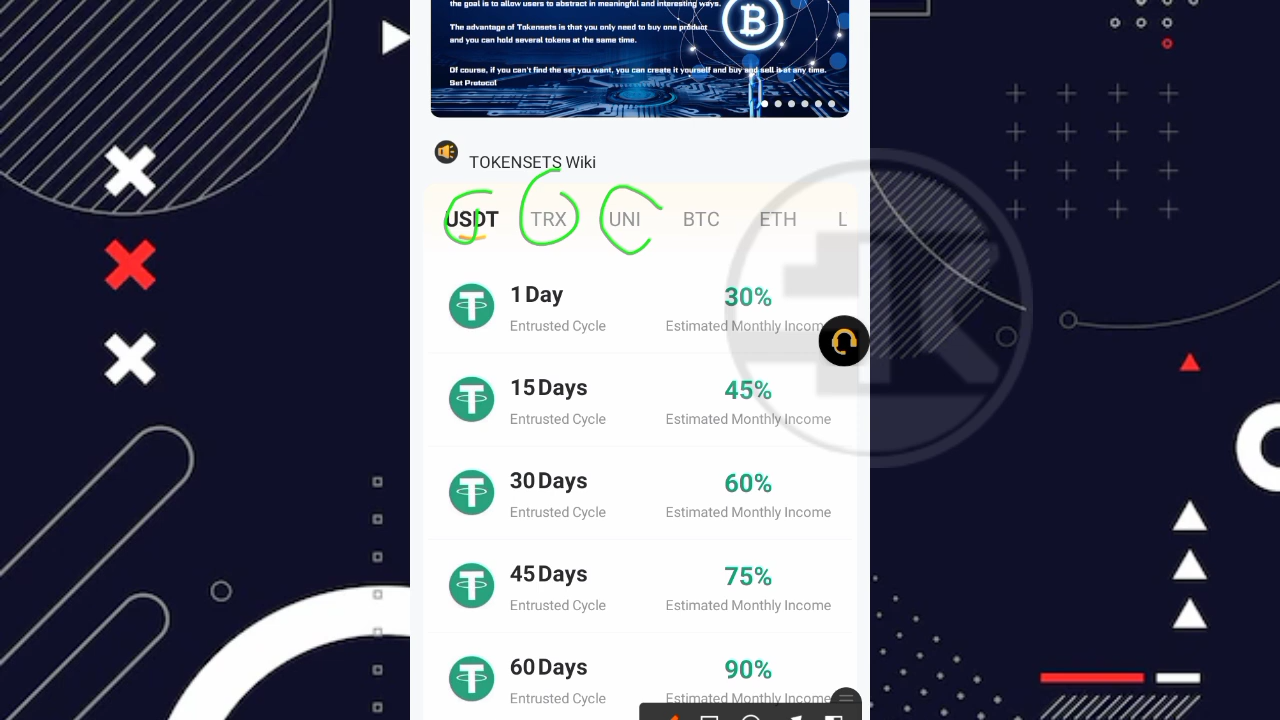 the goal is to allow users to abstract in meaningful and interesting ways.
The advantage of Tokensets is that you only need to buy one product
and you can hold several tokens at the same time.
Of course, if you can't find the set you want, you can create it yourself and buy and sell it at any time.
Set Protocol
TOKENSETS Wiki
USDT TRX UNI BTC ETH L
1 Day 30%
Entrusted Cycle Estimated Monthly Incom
15 Days 45%
Entrusted Cycle Estimated Monthly Income
30 Days 60%
Entrusted Cycle Estimated Monthly Income
45 Days 75%
Entrusted Cycle Estimated Monthly Income
60 Days 90%
Entrusted Cycle Estimated Monthly Income